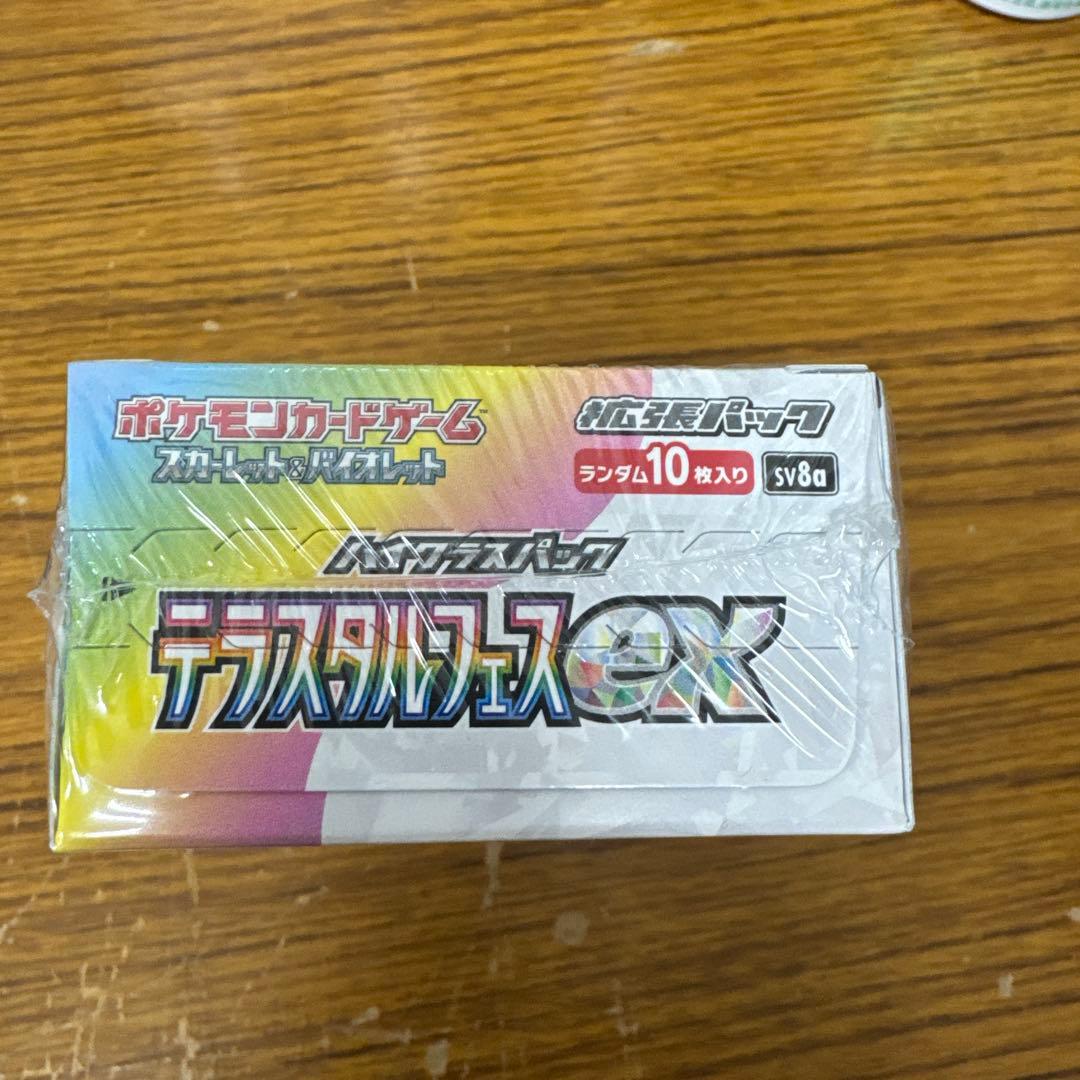 ポケモンカードゲーム™
スカーレット&バイオレット
拡張パック
ランダム10枚入り
SV8a
ハイクラスパック
テラスタルフェスex